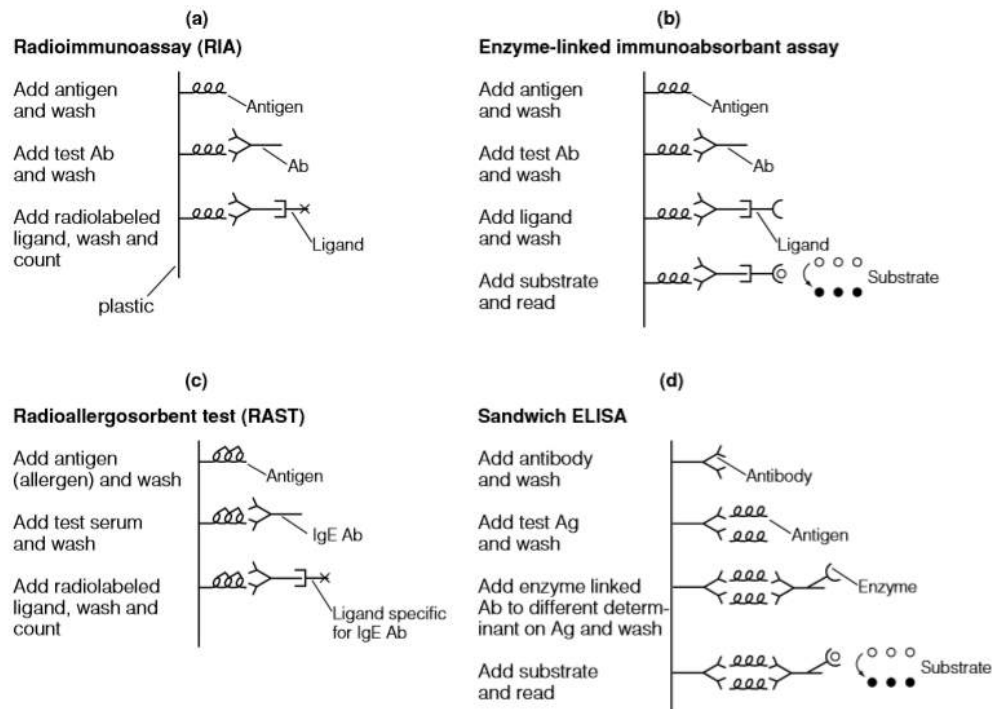 (a)
Radioimmunoassay (RIA)
Add antigen
and wash
Antigen
Add test Ab
and wash
Ab
Add radiolabeled
ligand, wash and
count
Ligand
plastic
(b)
Enzyme-linked immunoabsorbant assay
Add antigen
and wash
Antigen
Add test Ab
and wash
Ab
Add ligand
and wash
Ligand
Add substrate
and read
Substrate
(c)
Radioallergosorbent test (RAST)
Add antigen
(allergen) and wash
Antigen
Add test serum
and wash
IgE Ab
Add radiolabeled
ligand, wash and
count
Ligand specific
for IgE Ab
(d)
Sandwich ELISA
Add antibody
and wash
Antibody
Add test Ag
and wash
Antigen
Add enzyme linked
Ab to different determ-
inant on Ag and wash
Enzyme
Add substrate
and read
Substrate